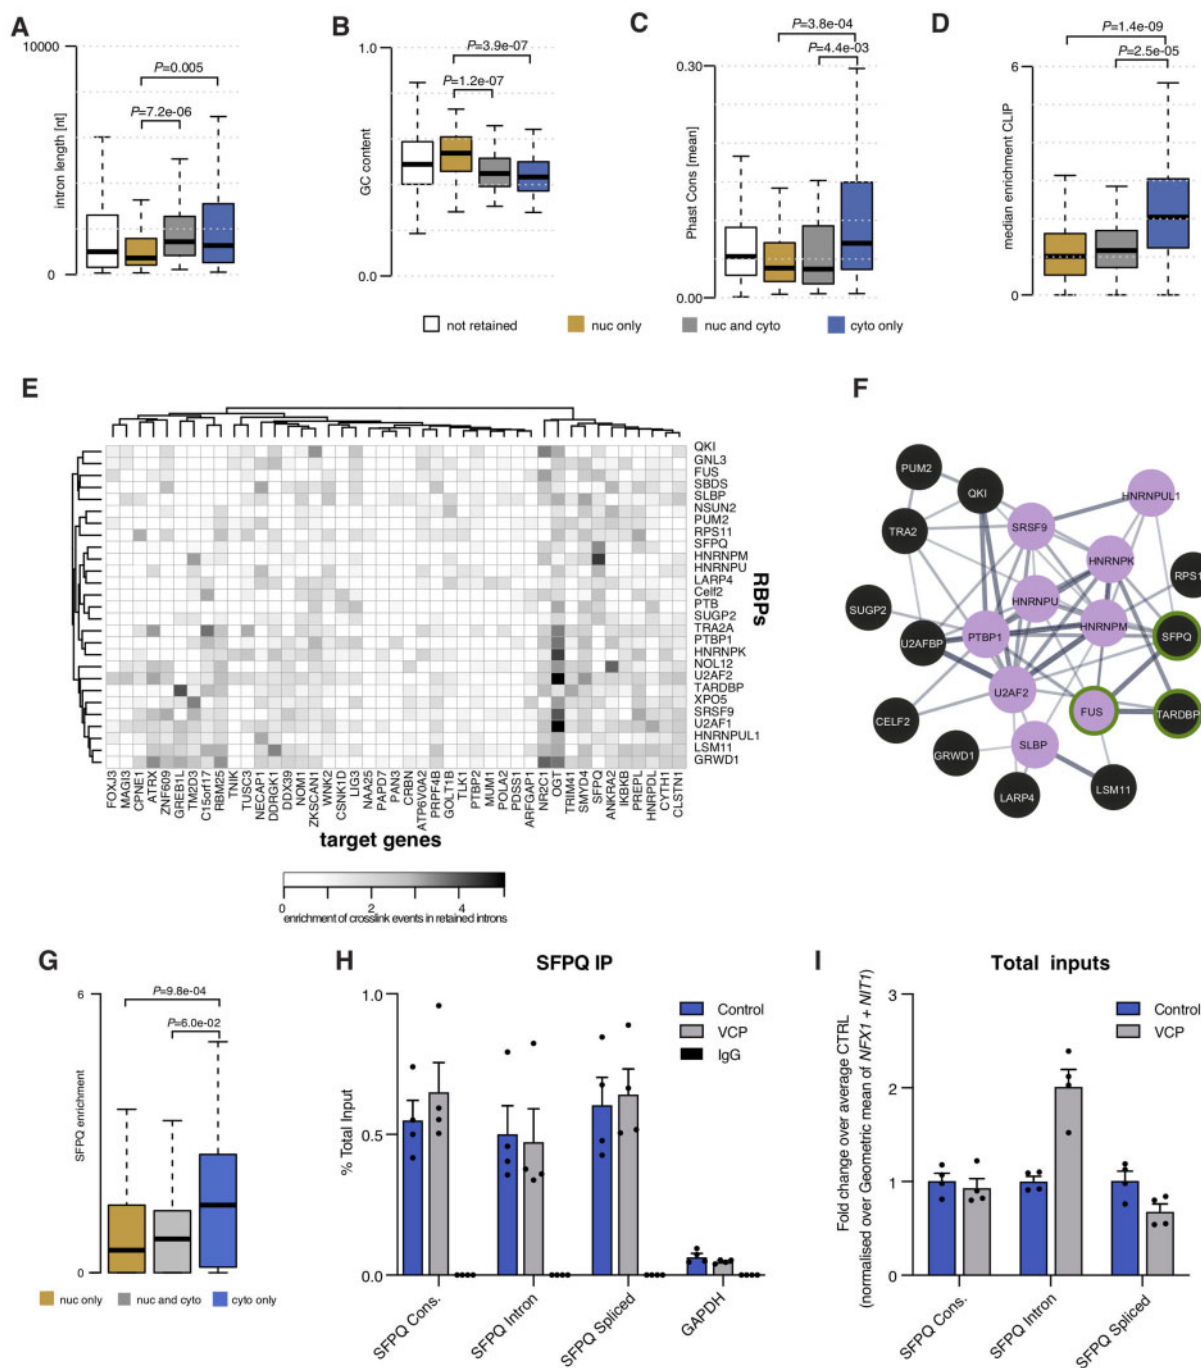 A
10000
0
intron length [nt]
P=0.005
P=7.2e-06
B
1.0
0.0
GC content
P=3.9e-07
P=1.2e-07
C
0.30
0.00
Phast Cons [mean]
P=3.8e-04
P=4.4e-03
D
6
0
median enrichment CLIP
P=1.4e-09
P=2.5e-05
not retained
nuc only
nuc and cyto
cyto only
E
QKI
GNL3
FUS
SBDS
SLBP
NSUN2
PUM2
RPS11
SFPQ
HNRNPM
HNRNPU
LARP4
Celf2
PTB
SUGP2
TRA2A
PTBP1
HNRNPK
NOL12
U2AF2
TARDBP
XPO5
SRSF9
U2AF1
HNRNPUL1
LSM11
GRWD1
RBPs
FOXJ3
MAGI3
CPNE1
ATRX
ZNF609
GREB1L
TM2D3
C15orf17
RBM25
TNIK
TUSC3
NECAP1
DDRGK1
DDX39
NOM1
ZKSCAN1
WNK2
CSNK1D
LIG3
NAA25
PAPD7
PAN3
CRBN
ATP6V0A2
PRPF4B
GOLT1B
TLK1
PTBP2
MUM1
POLA2
PDSS1
ARFGAP1
NR2C1
OGT
TRIM41
SMYD4
SFPQ
ANKRA2
IKBKB
PREPL
HNRPDL
CYTH1
CLSTN1
target genes
0
2
4
enrichment of crosslink events in retained introns
F
PUM2
QKI
HNRNPUL1
TRA2
SRSF9
HNRNPK
RPS1
HNRNPU
SUGP2
U2AFBP
PTBP1
HNRNPM
SFPQ
U2AF2
CELF2
FUS
TARDBP
GRWD1
SLBP
LARP4
LSM11
G
6
0
SFPQ enrichment
P=9.8e-04
P=6.0e-02
nuc only
nuc and cyto
cyto only
H
SFPQ IP
1.0
0.5
0.0
% Total Input
Control
VCP
IgG
SFPQ Cons.
SFPQ Intron
SFPQ Spliced
GAPDH
I
Total inputs
3
2
1
0
Fold change over average CTRL
(normalised over Geometric mean of NFX1 + NIT1)
Control
VCP
SFPQ Cons.
SFPQ Intron
SFPQ Spliced